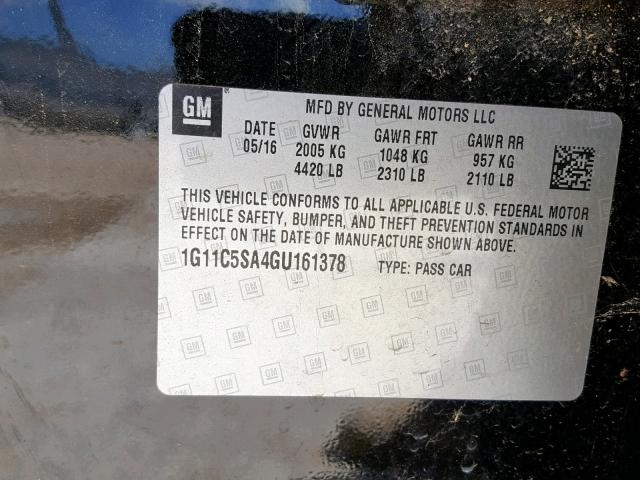 GM
MFD BY GENERAL MOTORS LLC
DATE GVWR GAWR FRT GAWR RR
05/16 2005 KG 1048 KG 957 KG
4420 LB 2310 LB 2110 LB
THIS VEHICLE CONFORMS TO ALL APPLICABLE U.S. FEDERAL MOTOR
VEHICLE SAFETY, BUMPER, AND THEFT PREVENTION STANDARDS IN
EFFECT ON THE DATE OF MANUFACTURE SHOWN ABOVE.
1G11C5SA4GU161378 TYPE: PASS CAR